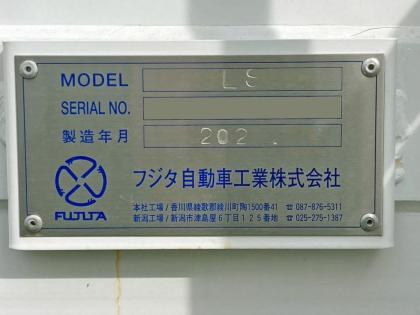 MODEL LS
SERIAL NO.
製造年月 202 .
フジタ自動車工業株式会社
FUJITA
本社工場/香川県綾歌郡綾川町陶1500番41 ☎087-876-5311
新潟工場/新潟市津島屋6丁目125番地 ☎025-275-1387